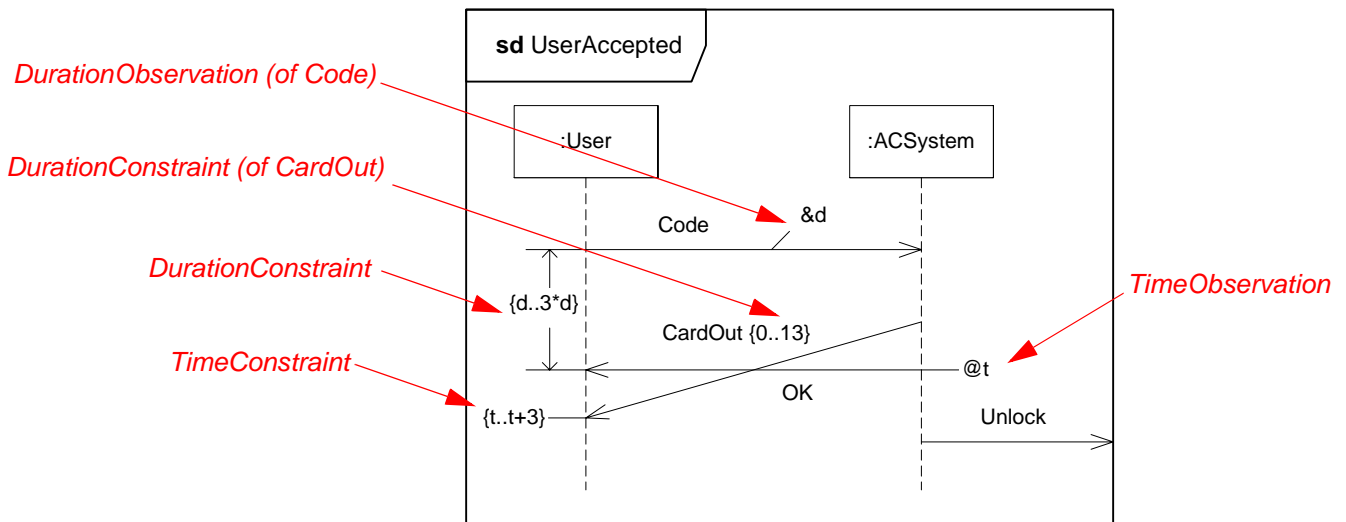 sd UserAccepted
DurationObservation (of Code)
:User
:ACSystem
DurationConstraint (of CardOut)
&d
Code
DurationConstraint
TimeObservation
{d..3*d}
CardOut {0..13}
TimeConstraint
@t
OK
{t..t+3}
Unlock